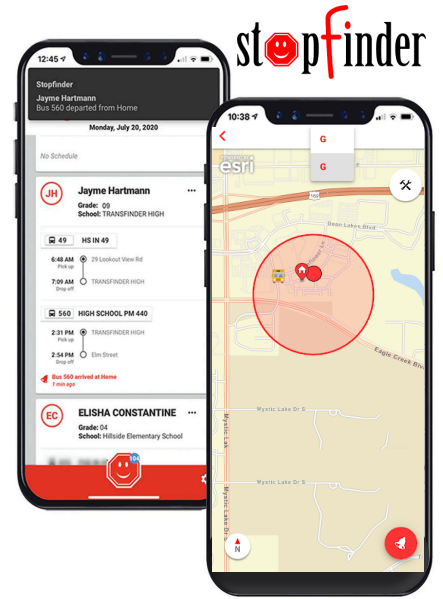 stopfinder
12:45
Stopfinder
Jayme Hartmann
Bus 560 departed from Home
Monday, July 20, 2020
No Schedule
JH
Jayme Hartmann
Grade: 09
School: TRANSFINDER HIGH
49 HS IN 49
6:48 AM 29 Lookout View Rd
Pick up
7:09 AM TRANSFINDER HIGH
Drop off
560 HIGH SCHOOL PM 440
2:31 PM TRANSFINDER HIGH
Pick up
2:54 PM Elm Street
Drop off
Bus 560 arrived at Home
1 min ago
EC
ELISHA CONSTANTINE
Grade: 04
School: Hillside Elementary School
104
10:38
G
G
esri
Dean Lakes Blvd
Eagle Creek Blvd
Mystic Lake Dr S
Mystic Lak
Mystic Lake Dr S
Mystic Lake Dr S
N